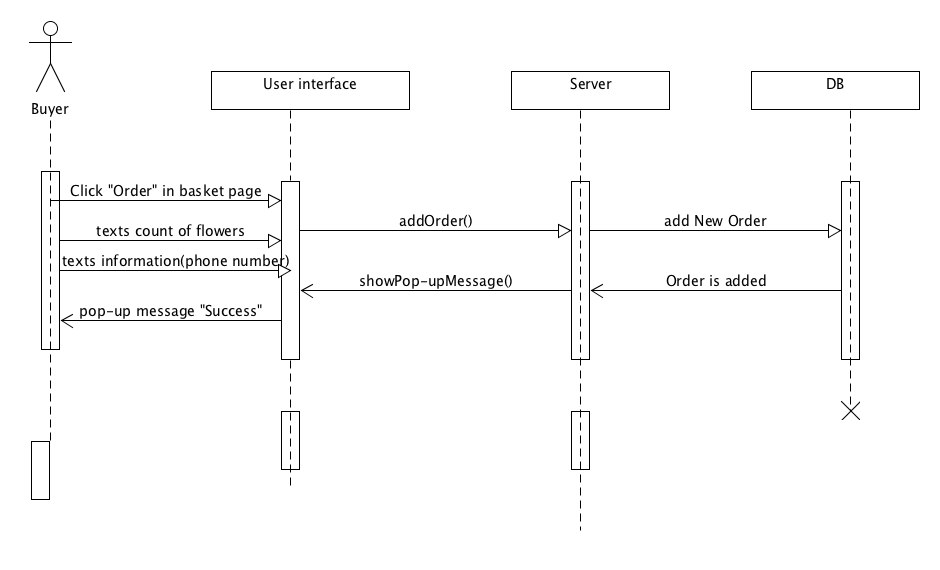 User interface
Server
DB
Buyer
Click "Order" in basket page
texts count of flowers
addOrder()
add New Order
texts information(phone number)
showPop-upMessage()
Order is added
pop-up message "Success"